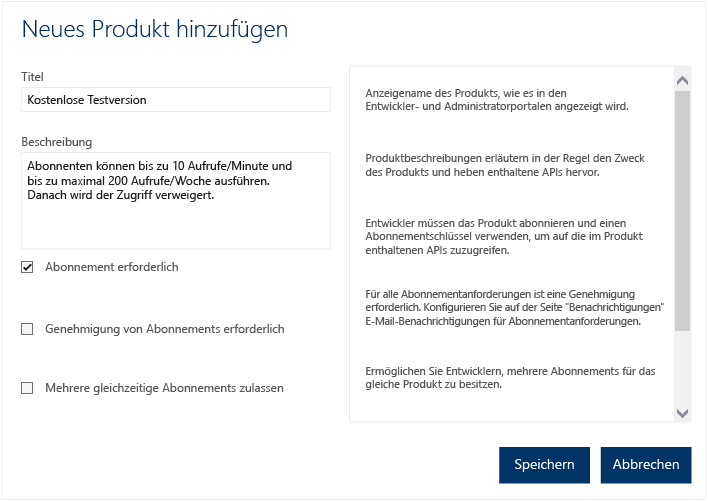 Neues Produkt hinzufügen
Titel
Kostenlose Testversion
Beschreibung
Abonnenten können bis zu 10 Aufrufe/Minute und
bis zu maximal 200 Aufrufe/Woche ausführen.
Danach wird der Zugriff verweigert.
Abonnement erforderlich
Genehmigung von Abonnements erforderlich
Mehrere gleichzeitige Abonnements zulassen
Anzeigename des Produkts, wie es in den
Entwickler- und Administratorportalen angezeigt wird.
Produktbeschreibungen erläutern in der Regel den Zweck
des Produkts und heben enthaltene APIs hervor.
Entwickler müssen das Produkt abonnieren und einen
Abonnementschlüssel verwenden, um auf die im Produkt
enthaltenen APIs zuzugreifen.
Für alle Abonnementanforderungen ist eine Genehmigung
erforderlich. Konfigurieren Sie auf der Seite "Benachrichtigungen"
E-Mail-Benachrichtigungen für Abonnementanforderungen.
Ermöglichen Sie Entwicklern, mehrere Abonnements für das
gleiche Produkt zu besitzen.
Speichern
Abbrechen